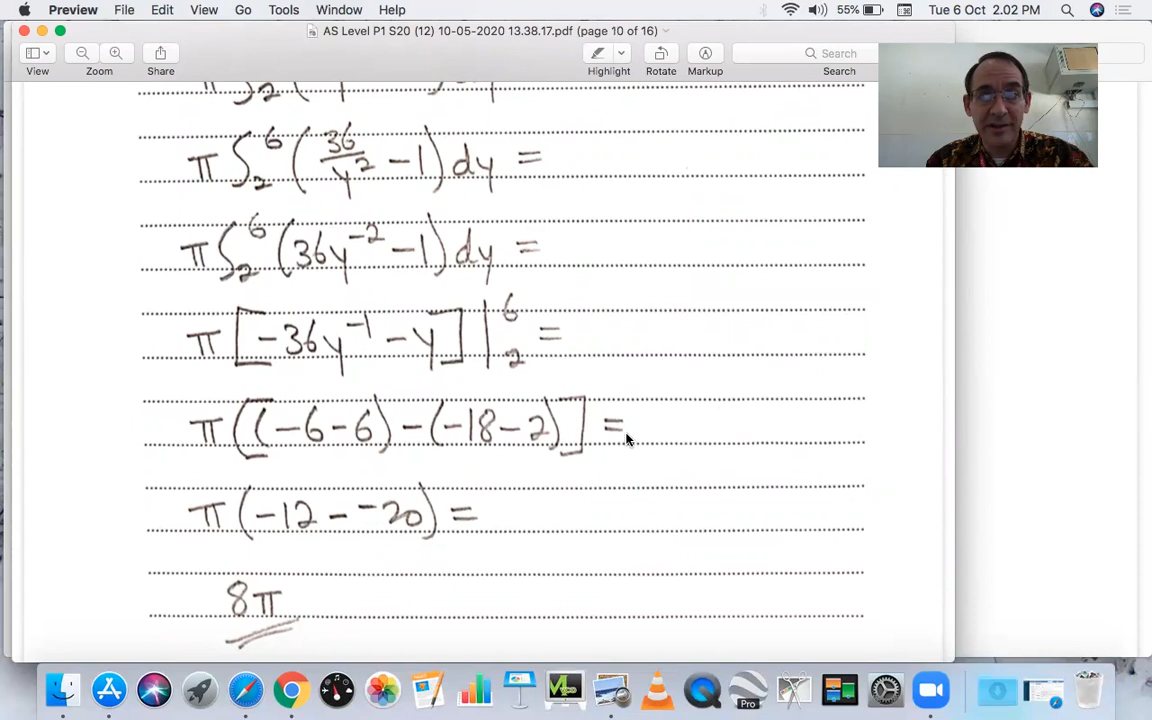 Preview File Edit View Go Tools Window Help 55% Tue 6 Oct 2.02 PM
AS Level P1 S20 (12) 10-05-2020 13.38.17.pdf (page 10 of 16)
View Zoom Share Highlight Rotate Markup Search
Search
π∫₂⁶(36/y² − 1)dy =
π∫₂⁶(36y⁻² − 1)dy =
π[−36y⁻¹ − y]|₂⁶ =
π[(−6−6) − (−18−2)] =
π(−12 − ⁻20) =
8π
Pro